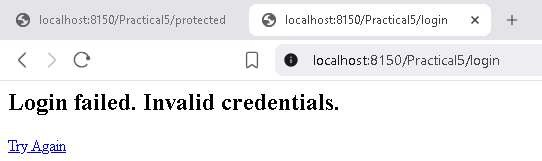 localhost:8150/Practical5/protected
localhost:8150/Practical5/login
localhost:8150/Practical5/login
Login failed. Invalid credentials.
Try Again